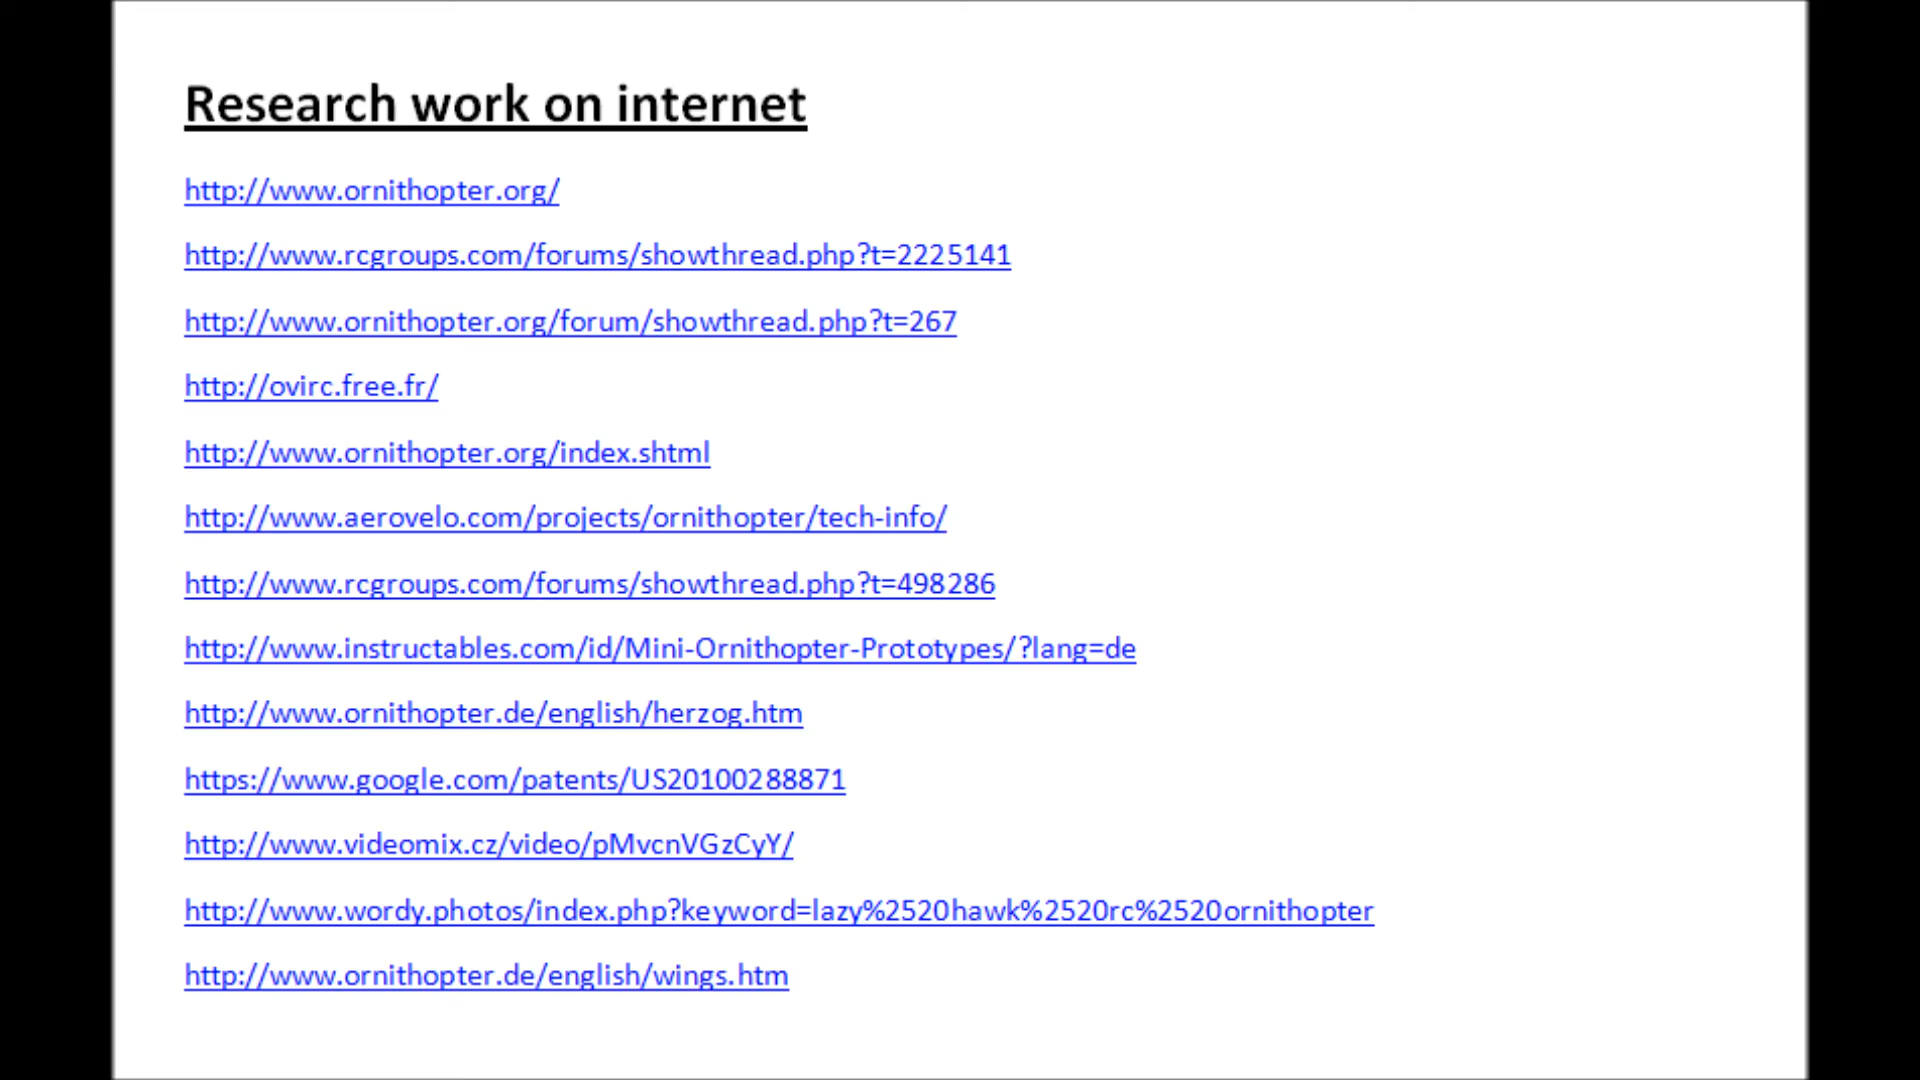 Research work on internet
http://www.ornithopter.org/
http://www.rcgroups.com/forums/showthread.php?t=2225141
http://www.ornithopter.org/forum/showthread.php?t=267
http://ovirc.free.fr/
http://www.ornithopter.org/index.shtml
http://www.aerovelo.com/projects/ornithopter/tech-info/
http://www.rcgroups.com/forums/showthread.php?t=498286
http://www.instructables.com/id/Mini-Ornithopter-Prototypes/?lang=de
http://www.ornithopter.de/english/herzog.htm
https://www.google.com/patents/US20100288871
http://www.videomix.cz/video/pMvcnVGzCyY/
http://www.wordy.photos/index.php?keyword=lazy%2520hawk%2520rc%2520ornithopter
http://www.ornithopter.de/english/wings.htm